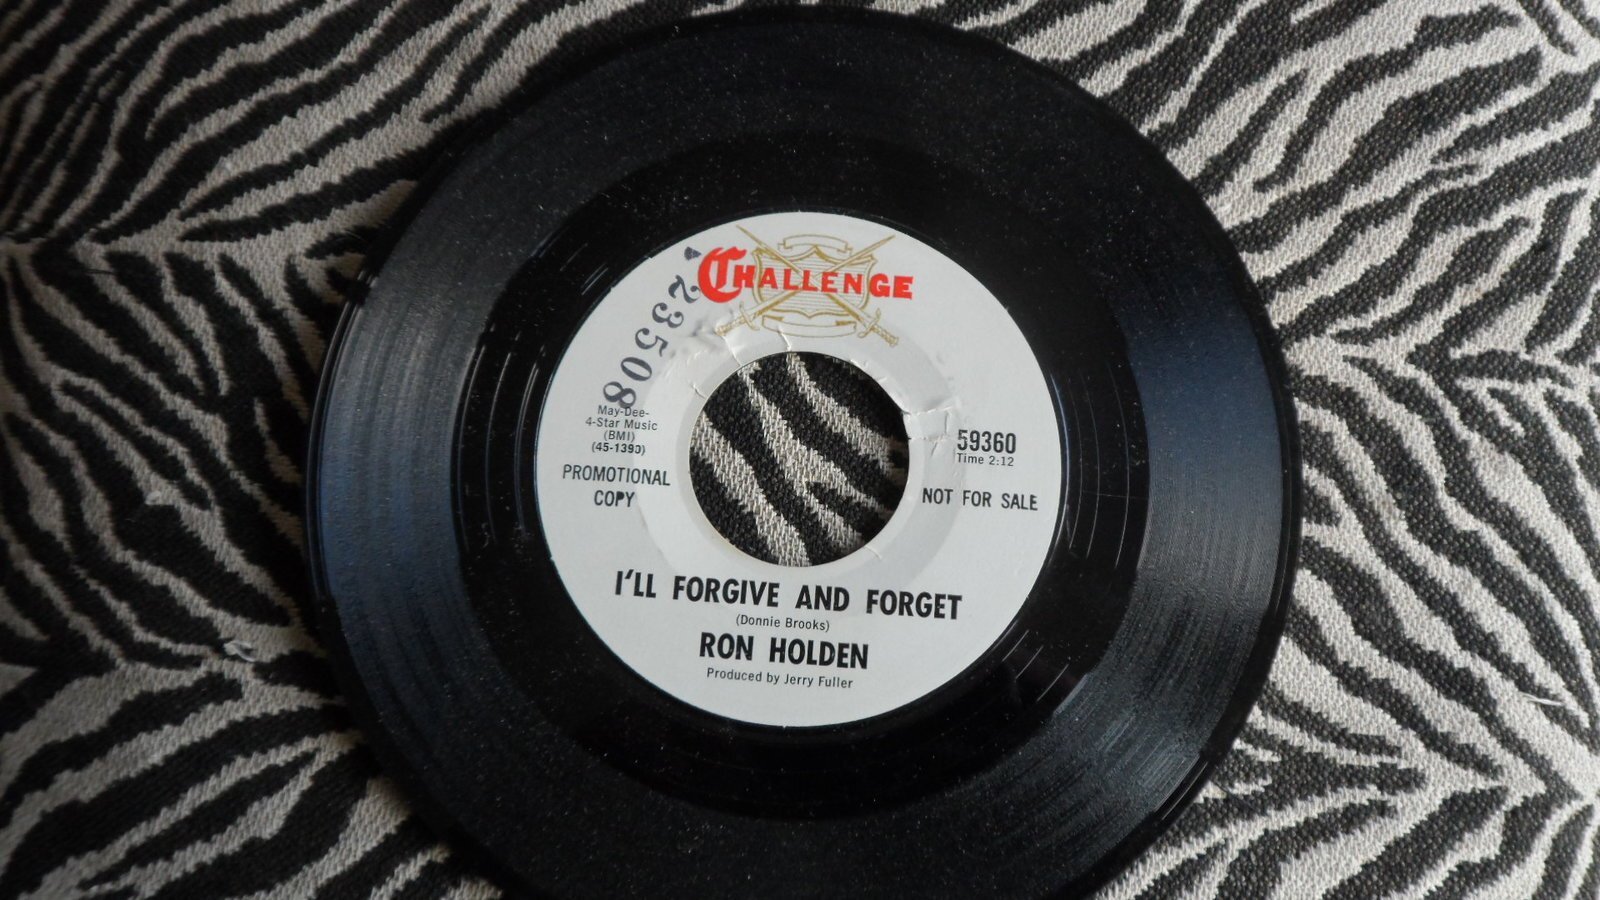 CHALLENGE
23508
May-Dee-
4-Star Music
(BMI)
(45-1390)
PROMOTIONAL
COPY
59360
Time 2:12
NOT FOR SALE
I'LL FORGIVE AND FORGET
(Donnie Brooks)
RON HOLDEN
Produced by Jerry Fuller